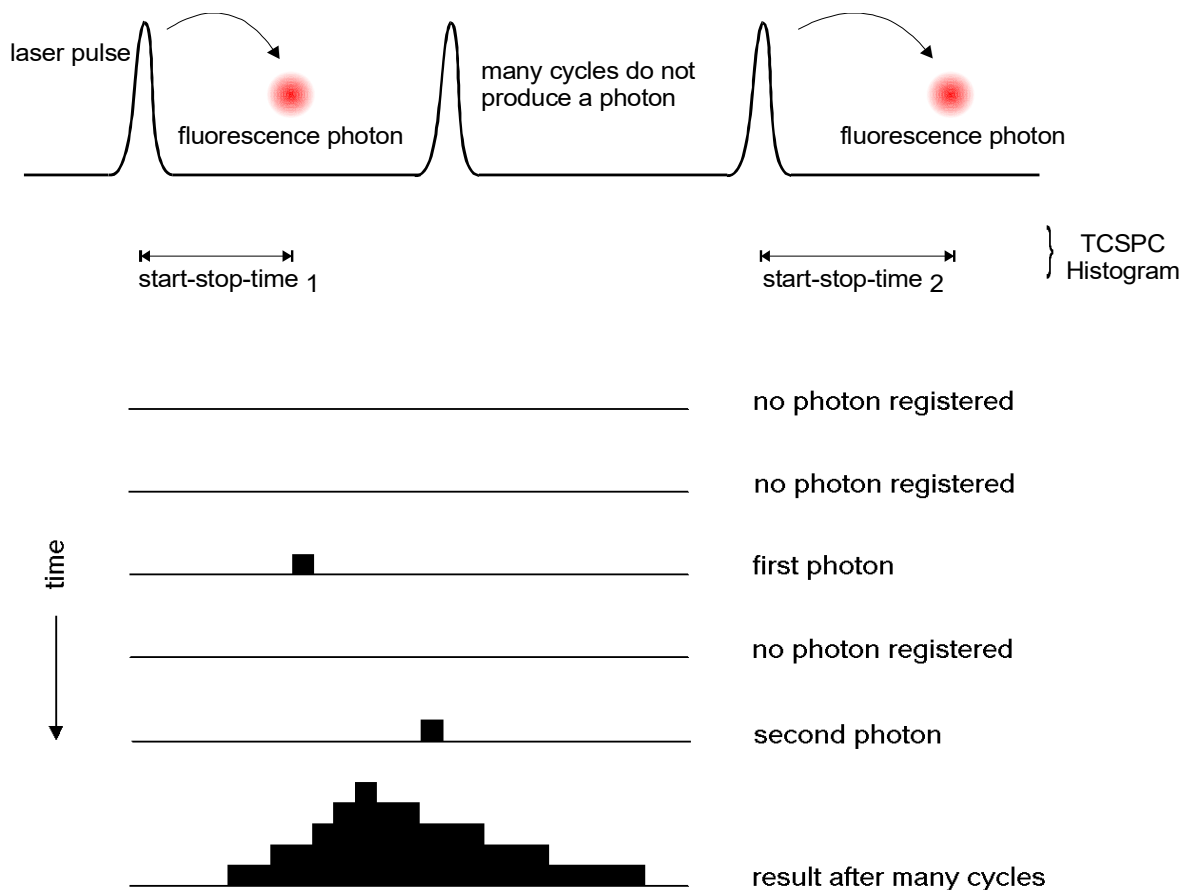 laser pulse
many cycles do not
produce a photon
fluorescence photon
fluorescence photon
start-stop-time 1
start-stop-time 2
TCSPC
Histogram
no photon registered
no photon registered
time
first photon
no photon registered
second photon
result after many cycles